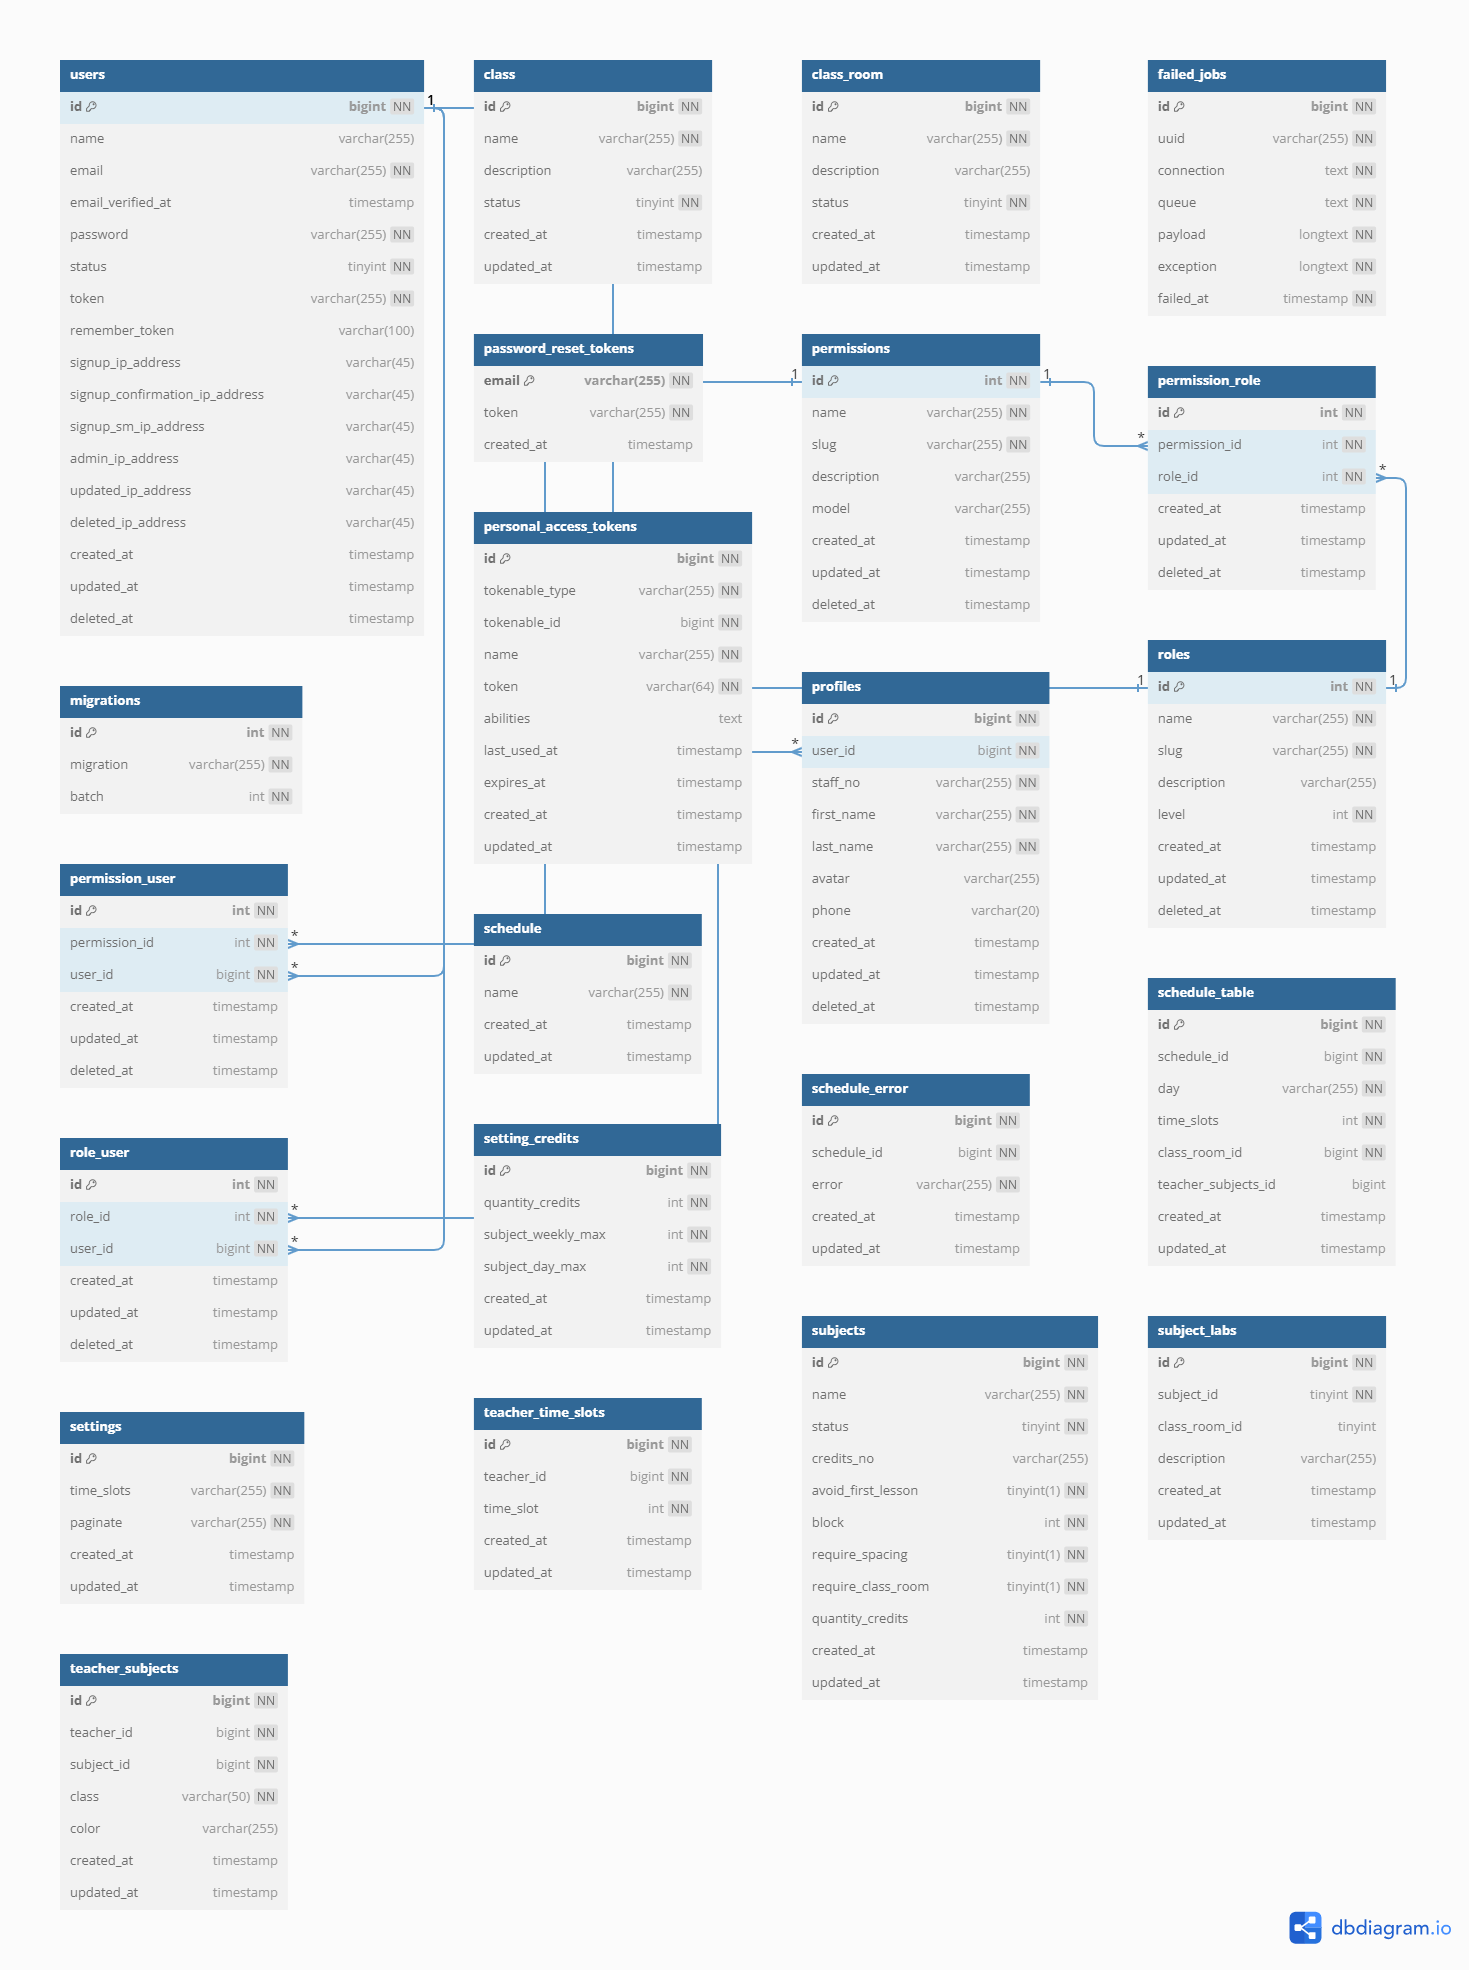 users
id bigint NN
name varchar(255)
email varchar(255) NN
email_verified_at timestamp
password varchar(255) NN
status tinyint NN
token varchar(255) NN
remember_token varchar(100)
signup_ip_address varchar(45)
signup_confirmation_ip_address varchar(45)
signup_sm_ip_address varchar(45)
admin_ip_address varchar(45)
updated_ip_address varchar(45)
deleted_ip_address varchar(45)
created_at timestamp
updated_at timestamp
deleted_at timestamp
1
class
id bigint NN
name varchar(255) NN
description varchar(255)
status tinyint NN
created_at timestamp
updated_at timestamp
class_room
id bigint NN
name varchar(255) NN
description varchar(255)
status tinyint NN
created_at timestamp
updated_at timestamp
failed_jobs
id bigint NN
uuid varchar(255) NN
connection text NN
queue text NN
payload longtext NN
exception longtext NN
failed_at timestamp NN
password_reset_tokens
email varchar(255) NN
token varchar(255) NN
created_at timestamp
1
permissions
id int NN
name varchar(255) NN
slug varchar(255) NN
description varchar(255)
model varchar(255)
created_at timestamp
updated_at timestamp
deleted_at timestamp
1
*
permission_role
id int NN
permission_id int NN
role_id int NN
created_at timestamp
updated_at timestamp
deleted_at timestamp
*
personal_access_tokens
id bigint NN
tokenable_type varchar(255) NN
tokenable_id bigint NN
name varchar(255) NN
token varchar(64) NN
abilities text
last_used_at timestamp
expires_at timestamp
created_at timestamp
updated_at timestamp
*
profiles
id bigint NN
user_id bigint NN
staff_no varchar(255) NN
first_name varchar(255) NN
last_name varchar(255) NN
avatar varchar(255)
phone varchar(20)
created_at timestamp
updated_at timestamp
deleted_at timestamp
1
roles
id int NN
name varchar(255) NN
slug varchar(255) NN
description varchar(255)
level int NN
created_at timestamp
updated_at timestamp
deleted_at timestamp
1
migrations
id int NN
migration varchar(255) NN
batch int NN
permission_user
id int NN
permission_id int NN
user_id bigint NN
created_at timestamp
updated_at timestamp
deleted_at timestamp
*
*
schedule
id bigint NN
name varchar(255) NN
created_at timestamp
updated_at timestamp
schedule_table
id bigint NN
schedule_id bigint NN
day varchar(255) NN
time_slots int NN
class_room_id bigint NN
teacher_subjects_id bigint
created_at timestamp
updated_at timestamp
schedule_error
id bigint NN
schedule_id bigint NN
error varchar(255) NN
created_at timestamp
updated_at timestamp
role_user
id int NN
role_id int NN
user_id bigint NN
created_at timestamp
updated_at timestamp
deleted_at timestamp
*
*
setting_credits
id bigint NN
quantity_credits int NN
subject_weekly_max int NN
subject_day_max int NN
created_at timestamp
updated_at timestamp
subjects
id bigint NN
name varchar(255) NN
status tinyint NN
credits_no varchar(255)
avoid_first_lesson tinyint(1) NN
block int NN
require_spacing tinyint(1) NN
require_class_room tinyint(1) NN
quantity_credits int NN
created_at timestamp
updated_at timestamp
subject_labs
id bigint NN
subject_id tinyint NN
class_room_id tinyint
description varchar(255)
created_at timestamp
updated_at timestamp
settings
id bigint NN
time_slots varchar(255) NN
paginate varchar(255) NN
created_at timestamp
updated_at timestamp
teacher_time_slots
id bigint NN
teacher_id bigint NN
time_slot int NN
created_at timestamp
updated_at timestamp
teacher_subjects
id bigint NN
teacher_id bigint NN
subject_id bigint NN
class varchar(50) NN
color varchar(255)
created_at timestamp
updated_at timestamp
dbdiagram.io